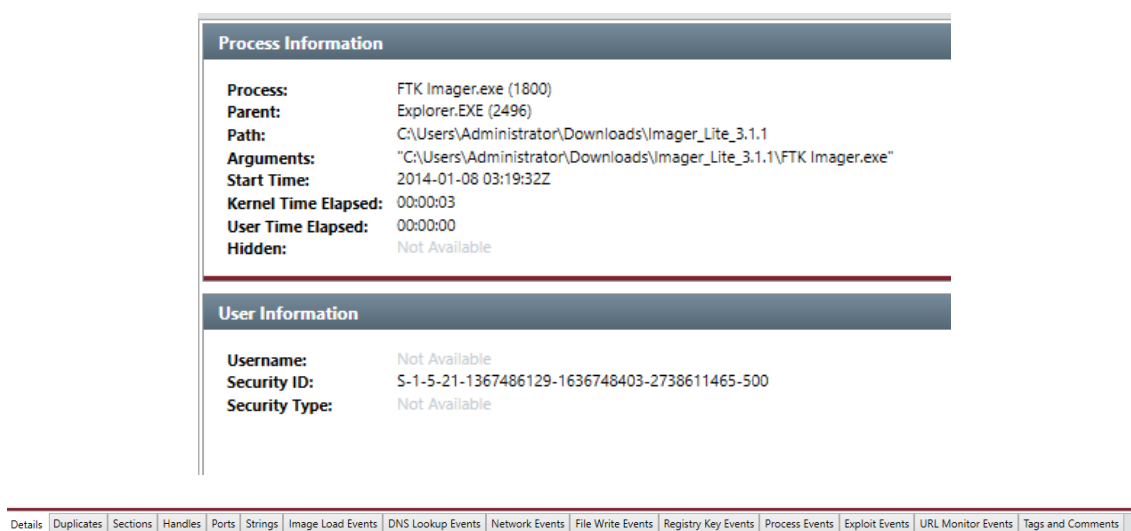 Process Information
Process: FTK Imager.exe (1800)
Parent: Explorer.EXE (2496)
Path: C:\Users\Administrator\Downloads\Imager_Lite_3.1.1
Arguments: "C:\Users\Administrator\Downloads\Imager_Lite_3.1.1\FTK Imager.exe"
Start Time: 2014-01-08 03:19:32Z
Kernel Time Elapsed: 00:00:03
User Time Elapsed: 00:00:00
Hidden: Not Available
User Information
Username: Not Available
Security ID: S-1-5-21-1367486129-1636748403-2738611465-500
Security Type: Not Available
Details Duplicates Sections Handles Ports Strings Image Load Events DNS Lookup Events Network Events File Write Events Registry Key Events Process Events Exploit Events URL Monitor Events Tags and Comments